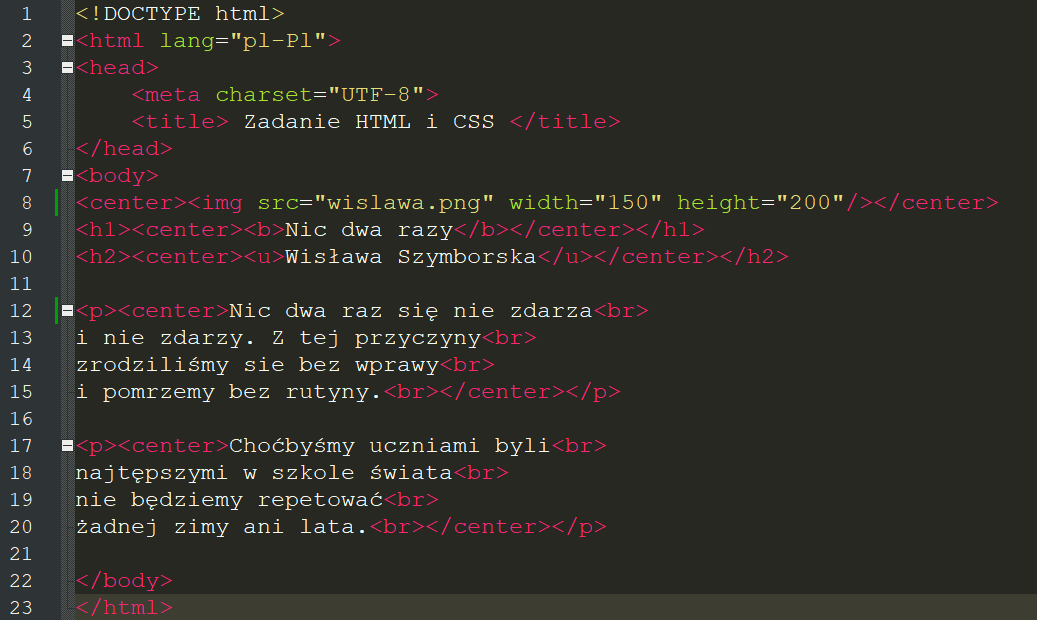 1 <!DOCTYPE html>
2 <html lang="pl-Pl">
3 <head>
4 <meta charset="UTF-8">
5 <title> Zadanie HTML i CSS </title>
6 </head>
7 <body>
8 <center><img src="wislawa.png" width="150" height="200"/></center>
9 <h1><center><b>Nic dwa razy</b></center></h1>
10 <h2><center><u>Wisława Szymborska</u></center></h2>
11
12 <p><center>Nic dwa raz się nie zdarza<br>
13 i nie zdarzy. Z tej przyczyny<br>
14 zrodziliśmy sie bez wprawy<br>
15 i pomrzemy bez rutyny.<br></center></p>
16
17 <p><center>Choćbyśmy uczniami byli<br>
18 najtępszymi w szkole świata<br>
19 nie będziemy repetować<br>
20 żadnej zimy ani lata.<br></center></p>
21
22 </body>
23 </html>